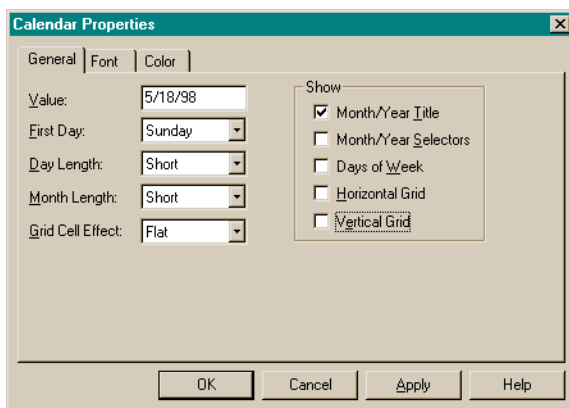 Calendar Properties
General Font Color
Value: 5/18/98
First Day: Sunday
Day Length: Short
Month Length: Short
Grid Cell Effect: Flat
Show
Month/Year Title
Month/Year Selectors
Days of Week
Horizontal Grid
Vertical Grid
OK Cancel Apply Help